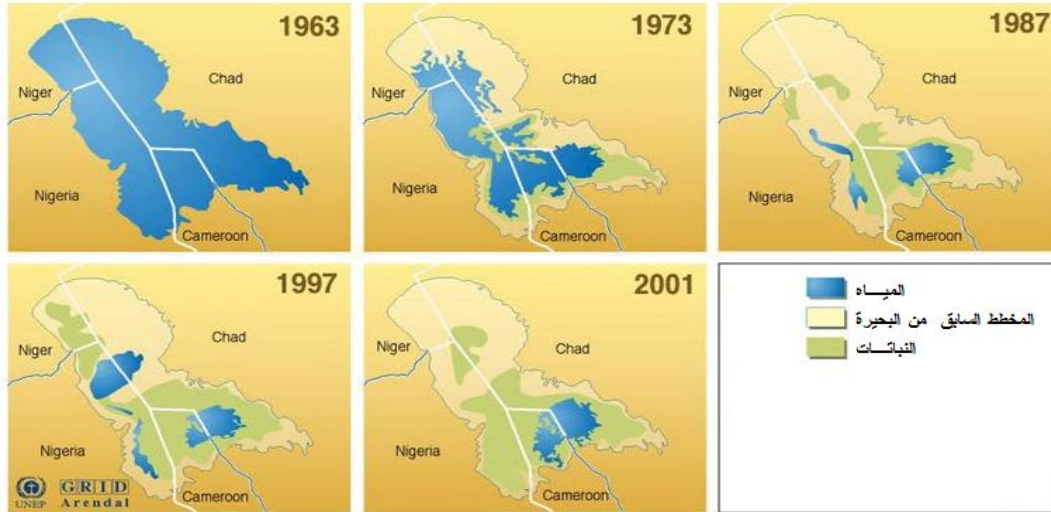 1963
Chad
Niger
Nigeria
Cameroon
1973
Chad
Niger
Nigeria
Cameroon
1987
Chad
Niger
Nigeria
Cameroon
1997
Chad
Niger
Nigeria
Cameroon
UNEP
GRID
Arendal
2001
Chad
Niger
Nigeria
Cameroon
الميـــاه
المخطط السابق من البحيرة
النباتـــات